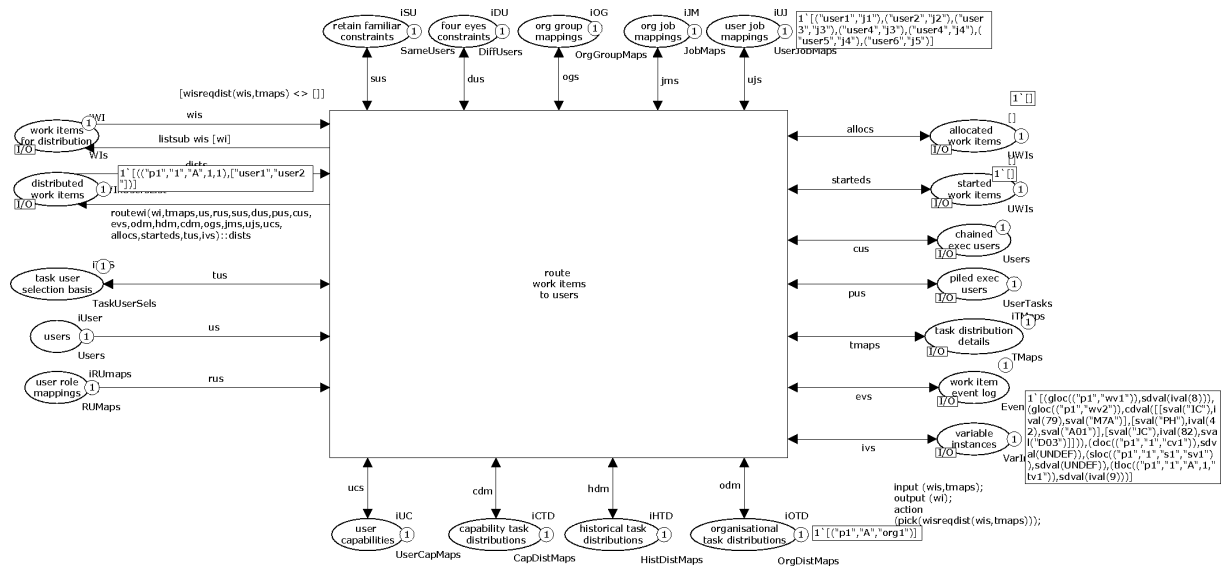 iSU
retain familiar
constraints
1
SameUsers
sus
iDU
four eyes
constraints
1
DiffUsers
dus
iOG
org group
mappings
1
OrgGroupMaps
ogs
iJM
org job
mappings
1
JobMaps
jms
iUJ
user job
mappings
1
UserJobMaps
ujs
1`[("user1","j1"),("user2","j2"),("user
3","j3"),("user4","j3"),("user4","j4"),(
"user5","j4"),("user6","j5")]
[wisreqdist(wis,tmaps) <> []]
work items
for distribution
1
I/O
WIs
wis
listsub wis [wi]
dists
distributed
work items
1
I/O
1`[(("p1","1","A",1,1),["user1","user2
"])]
routewi(wi,tmaps,us,rus,sus,dus,pus,cus,
evs,odm,hdm,cdm,ogs,jms,ujs,ucs,
allocs,starteds,tus,ivs)::dists
task user
selection basis
1
TaskUserSels
tus
iUser
users
1
Users
us
iRUmaps
user role
mappings
1
RUMaps
rus
route
work items
to users
1`[]
[]
allocs
allocated
work items
1
I/O
UWIs
[]
1`[]
starteds
started
work items
1
I/O
UWIs
cus
chained
exec users
1
I/O
Users
pus
piled exec
users
1
I/O
UserTasks
iTMaps
tmaps
task distribution
details
1
I/O
TMaps
evs
work item
event log
1
I/O
ivs
variable
instances
1
I/O
1`[(gloc(("p1","wv1")),sdval(ival(8))),
(gloc(("p1","wv2")),cdval([[sval("IC"),i
val(79),sval("M7A")],[sval("PH"),ival(4
2),sval("A01")],[sval("JC"),ival(82),sva
l("D03")]])),(cloc(("p1","1","cv1")),sdv
al(UNDEF)),(sloc(("p1","1","s1","sv1")
),sdval(UNDEF)),(tloc(("p1","1","A",1,"
tv1")),sdval(ival(9)))]
input (wis,tmaps);
output (wi);
action
(pick(wisreqdist(wis,tmaps)));
ucs
iUC
user
capabilities
1
UserCapMaps
cdm
iCTD
capability task
distributions
1
CapDistMaps
hdm
iHTD
historical task
distributions
1
HistDistMaps
odm
iOTD
organisational
task distributions
1
OrgDistMaps
1`[("p1","A","org1")]